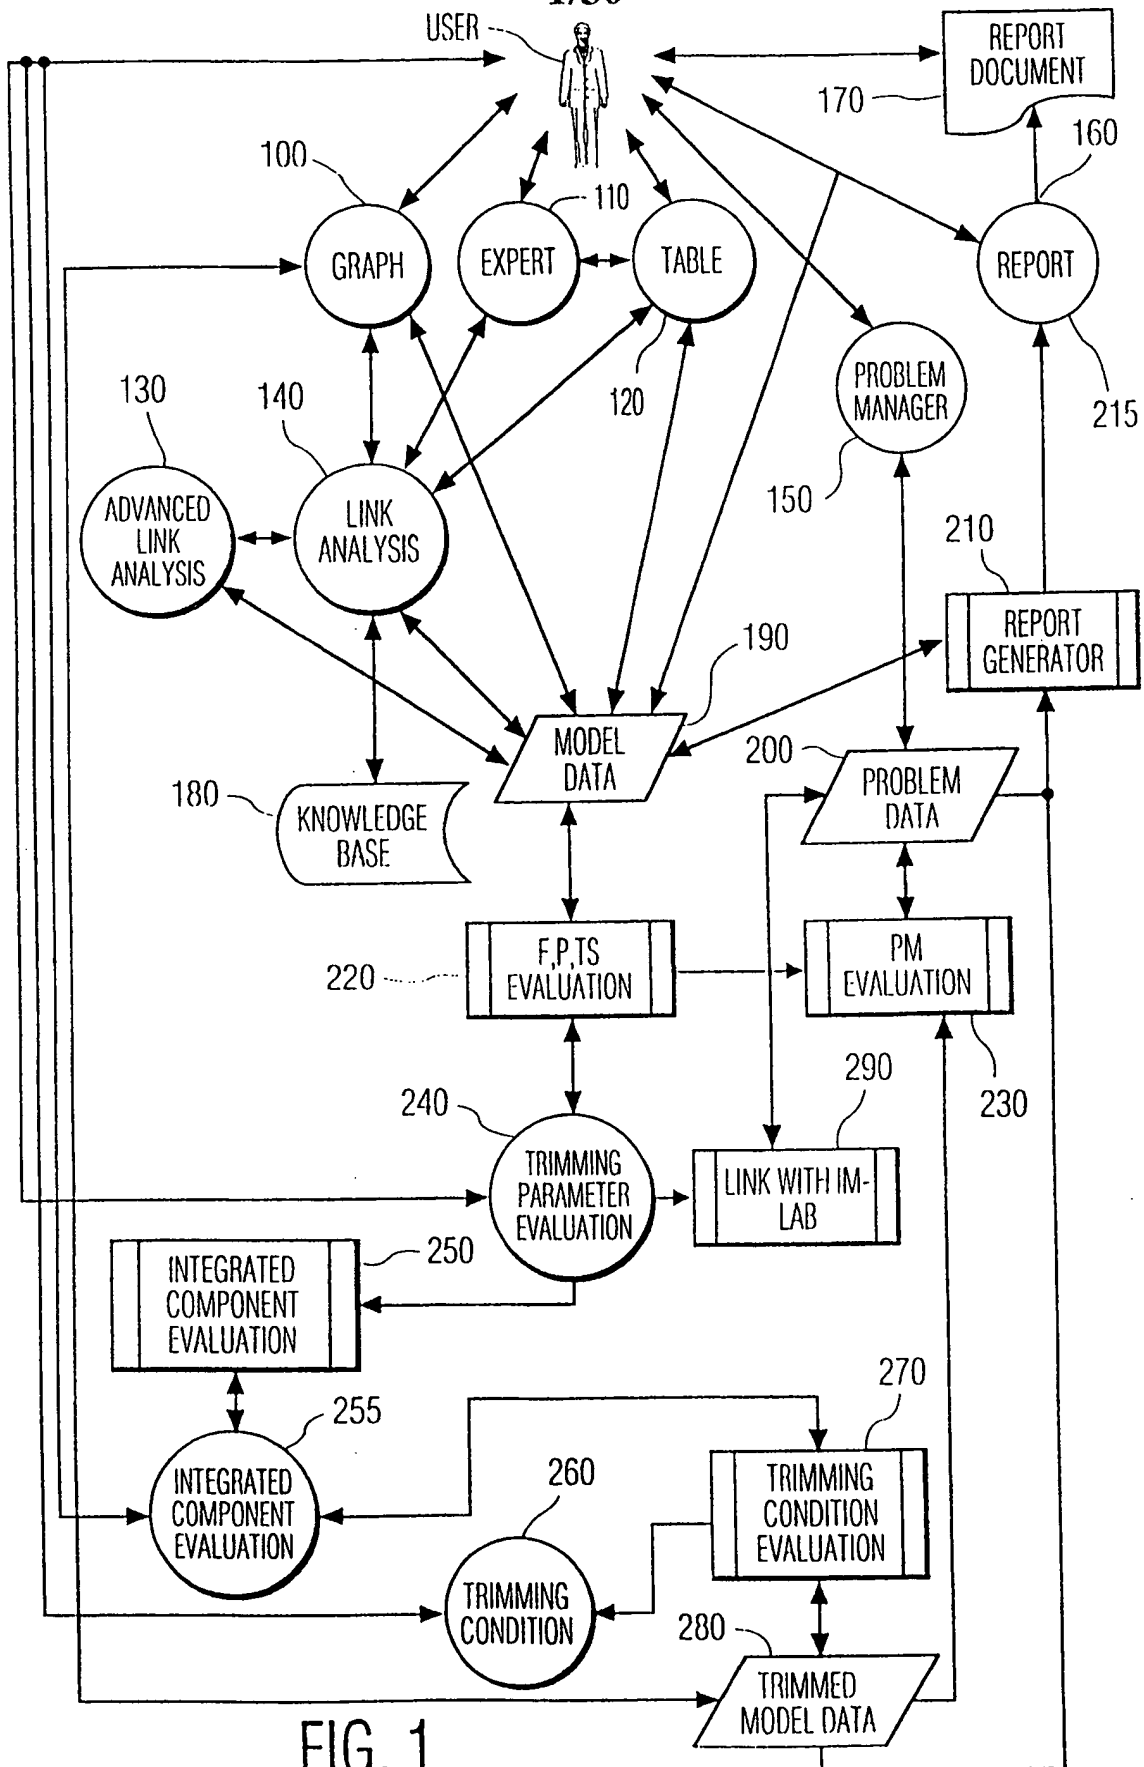 USER
REPORT
DOCUMENT
170
160
100
110
GRAPH
EXPERT
TABLE
REPORT
120
215
130
140
PROBLEM
MANAGER
150
ADVANCED
LINK
ANALYSIS
LINK
ANALYSIS
210
REPORT
GENERATOR
190
MODEL
DATA
200
PROBLEM
DATA
180
KNOWLEDGE
BASE
220
F,P,TS
EVALUATION
PM
EVALUATION
230
290
240
TRIMMING
PARAMETER
EVALUATION
LINK WITH IM-
LAB
250
INTEGRATED
COMPONENT
EVALUATION
270
255
INTEGRATED
COMPONENT
EVALUATION
260
TRIMMING
CONDITION
EVALUATION
TRIMMING
CONDITION
280
TRIMMED
MODEL DATA
FIG. 1